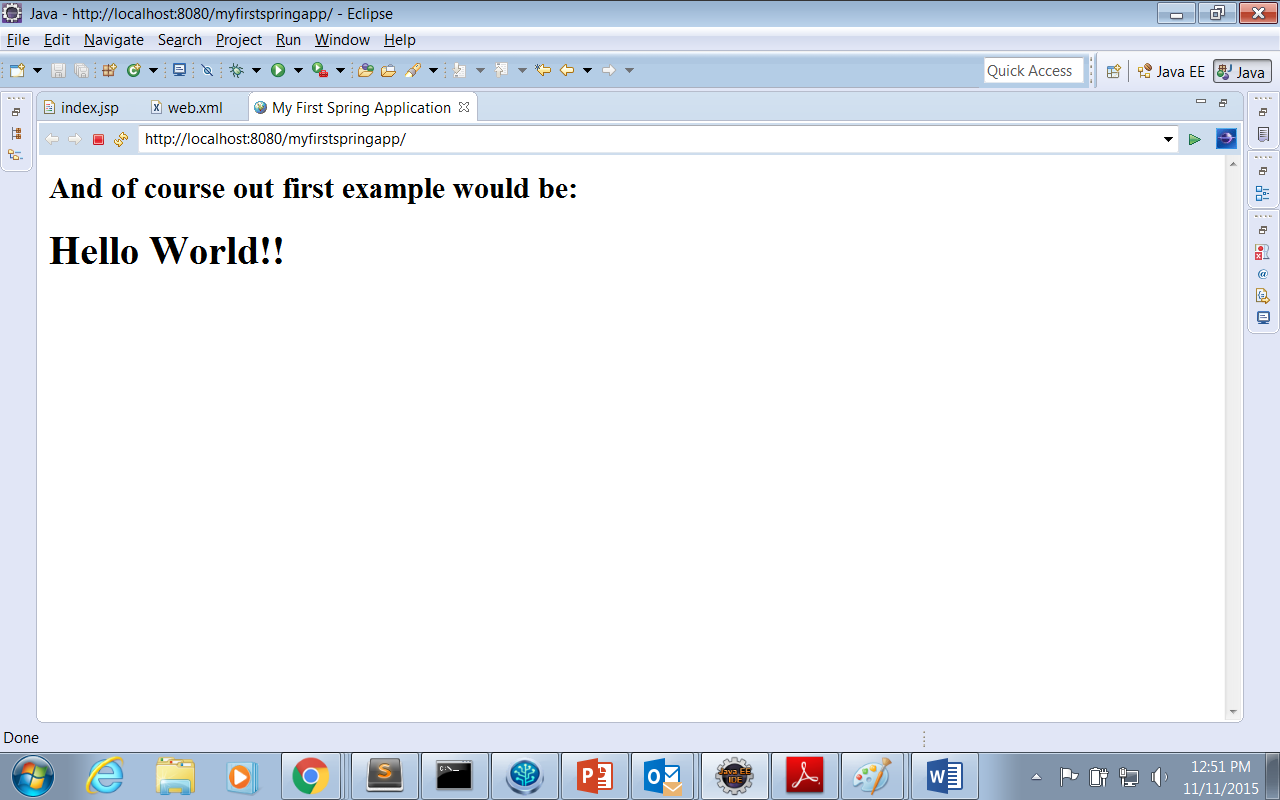 Java - http://localhost:8080/myfirstspringapp/ - Eclipse
File Edit Navigate Search Project Run Window Help
Quick Access Java EE Java
index.jsp web.xml My First Spring Application
http://localhost:8080/myfirstspringapp/
And of course out first example would be:
Hello World!!
Done
12:51 PM
11/11/2015